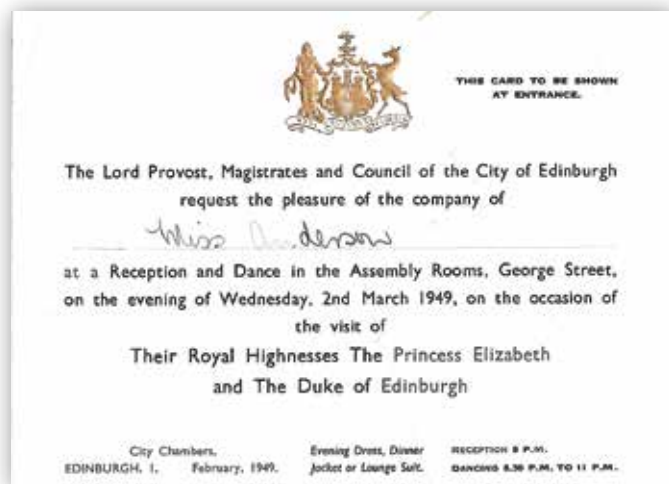 THIS CARD TO BE SHOWN
AT ENTRANCE.
The Lord Provost, Magistrates and Council of the City of Edinburgh
request the pleasure of the company of
Miss Anderson
at a Reception and Dance in the Assembly Rooms, George Street,
on the evening of Wednesday, 2nd March 1949, on the occasion of
the visit of
Their Royal Highnesses The Princess Elizabeth
and The Duke of Edinburgh
City Chambers,
EDINBURGH, 1. February, 1949.
Evening Dress, Dinner
Jacket or Lounge Suit.
RECEPTION 8 P.M.
DANCING 8.30 P.M. TO 11 P.M.